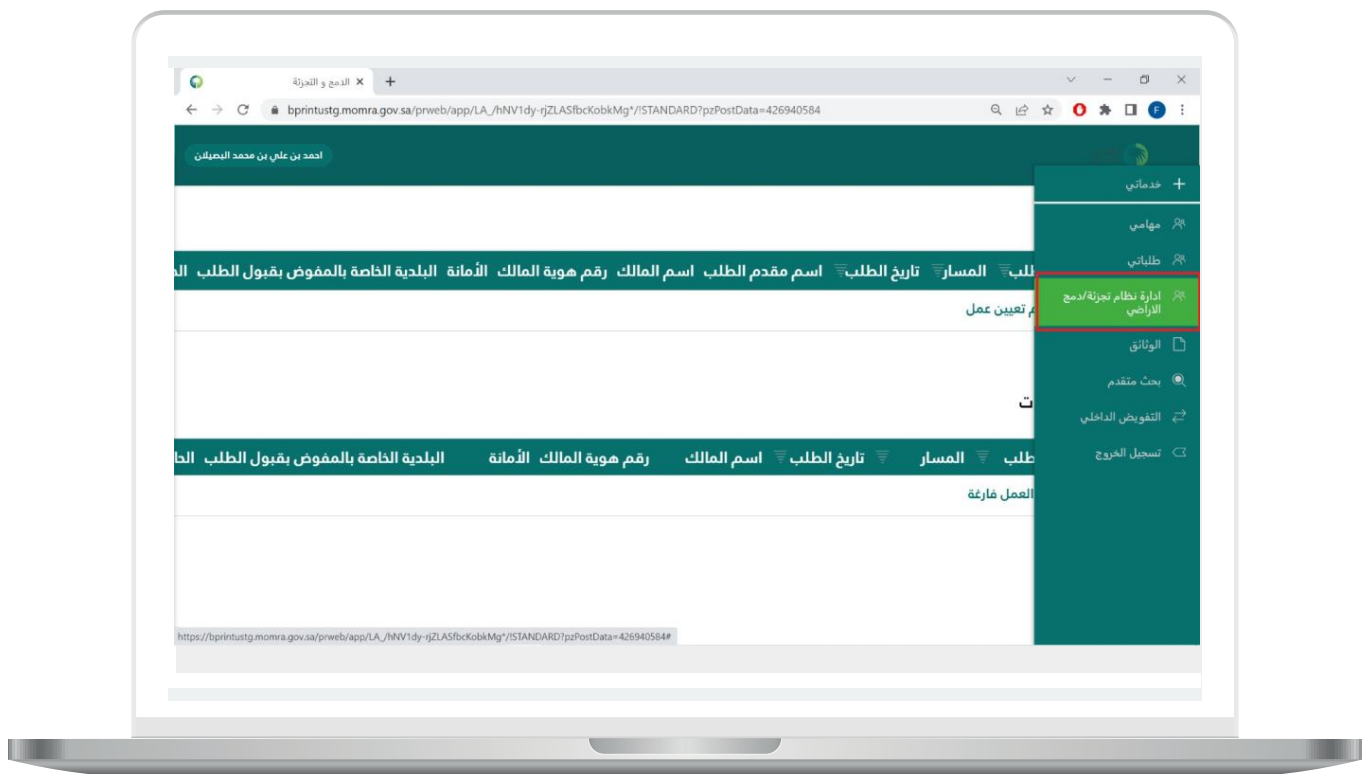 الدمج و التجزئة
bprintustg.momra.gov.sa/prweb/app/LA_/hNV1dy-rjZLASfbcKobkMg*/!STANDARD?pzPostData=426940584
احمد بن علي بن محمد البصيلان
خدماتي
مهامي
طلباتي
ادارة نظام تجزئة/دمج
الاراضي
الوثائق
بحث متقدم
التفويض الداخلي
تسجيل الخروج
طلب المسار تاريخ الطلب اسم مقدم الطلب اسم المالك رقم هوية المالك الأمانة البلدية الخاصة بالمفوض بقبول الطلب الد
م تعيين عمل
ت
طلب المسار تاريخ الطلب اسم المالك رقم هوية المالك الأمانة البلدية الخاصة بالمفوض بقبول الطلب الحا
العمل فارغة
https://bprintustg.momra.gov.sa/prweb/app/LA_/hNV1dy-rjZLASfbcKobkMg*/!STANDARD?pzPostData=426940584#